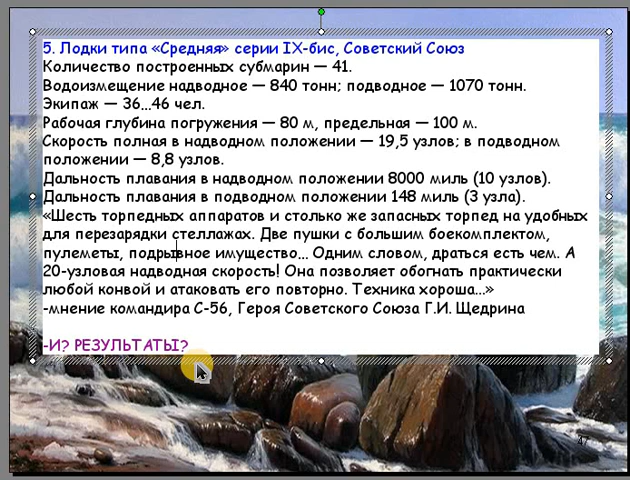 5. Лодки типа «Средняя» серии IX-бис, Советский Союз
Количество построенных субмарин — 41.
Водоизмещение надводное — 840 тонн; подводное — 1070 тонн.
Экипаж — 36...46 чел.
Рабочая глубина погружения — 80 м, предельная — 100 м.
Скорость полная в надводном положении — 19,5 узлов; в подводном
положении — 8,8 узлов.
Дальность плавания в надводном положении 8000 миль (10 узлов).
Дальность плавания в подводном положении 148 миль (3 узла).
«Шесть торпедных аппаратов и столько же запасных торпед на удобных
для перезарядки стеллажах. Две пушки с большим боекомплектом,
пулеметы, подрывное имущество... Одним словом, драться есть чем. А
20-узловая надводная скорость! Она позволяет обогнать практически
любой конвой и атаковать его повторно. Техника хороша...»
-мнение командира С-56, Героя Советского Союза Г.И. Щедрина
-И? РЕЗУЛЬТАТЫ?
47